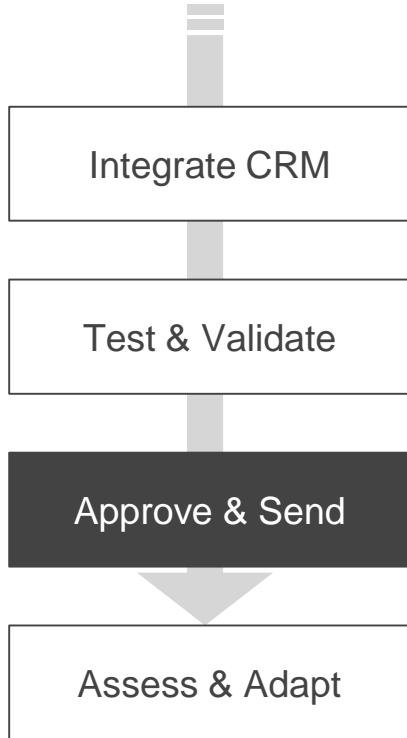 Integrate CRM
Test & Validate
Approve & Send
Assess & Adapt